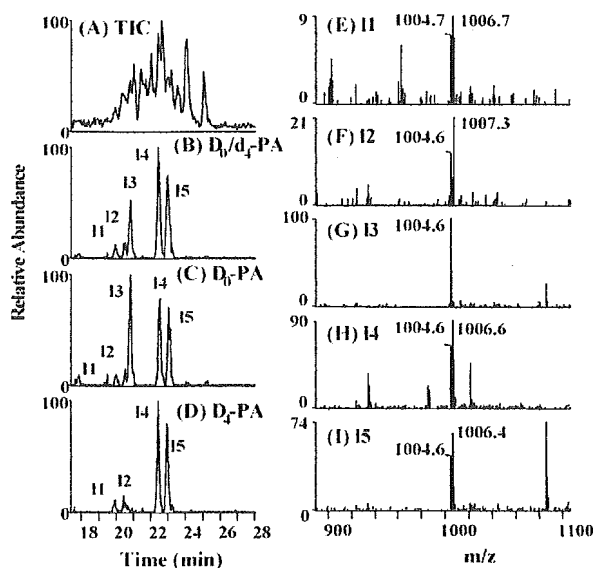 (A) TIC
100
0
(B) D0/d4-PA
100
0
I1
I2
I3
I4
I5
(C) D0-PA
100
0
I1
I2
I3
I4
I5
(D) D4-PA
100
0
I1
I2
I4
I5
18 20 22 24 26 28
Time (min)
Relative Abundance
(E) I1
9
0
1004.7
1006.7
(F) I2
21
0
1004.6
1007.3
(G) I3
100
0
1004.6
(H) I4
90
0
1004.6
1006.6
(I) I5
74
0
1004.6
1006.4
900 1000 1100
m/z